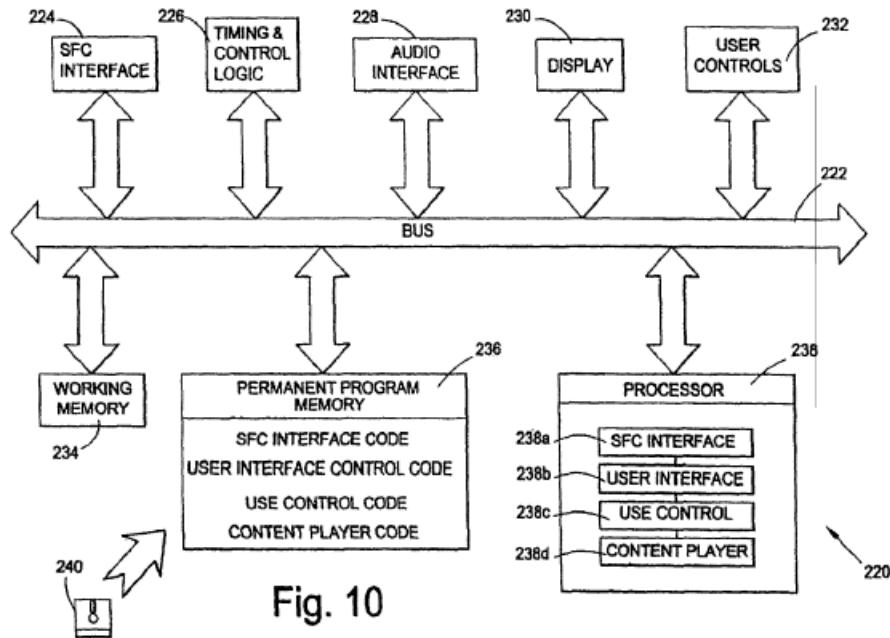 224
SFC
INTERFACE
226
TIMING &
CONTROL
LOGIC
228
AUDIO
INTERFACE
230
DISPLAY
USER
CONTROLS
232
222
BUS
WORKING
MEMORY
234
236
PERMANENT PROGRAM
MEMORY
SFC INTERFACE CODE
USER INTERFACE CONTROL CODE
USE CONTROL CODE
CONTENT PLAYER CODE
238
PROCESSOR
238a
SFC INTERFACE
238b
USER INTERFACE
238c
USE CONTROL
238d
CONTENT PLAYER
220
240
Fig. 10